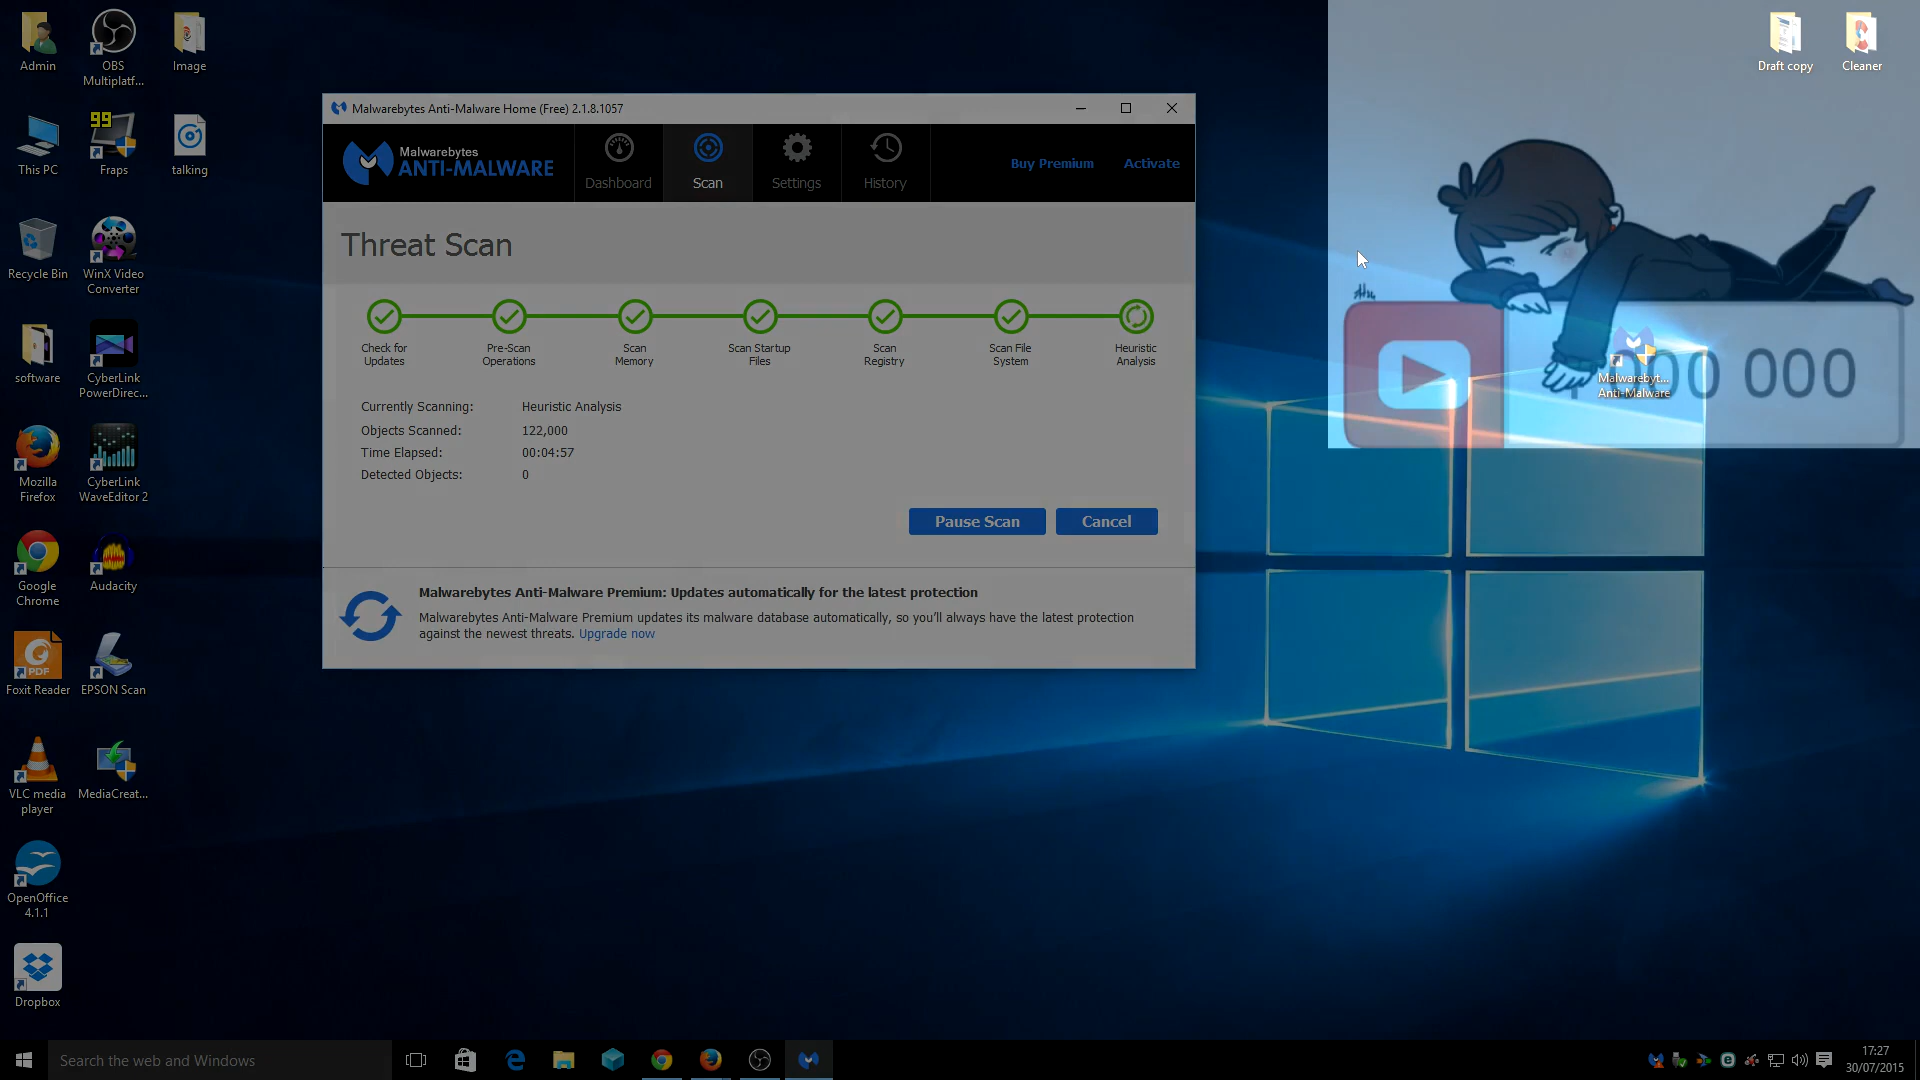 Admin
OBS
Multiplatf...
Image
This PC
99
Fraps
talking
Recycle Bin
WinX Video
Converter
software
CyberLink
PowerDirec...
Mozilla
Firefox
CyberLink
WaveEditor 2
Google
Chrome
Audacity
PDF
Foxit Reader
EPSON Scan
VLC media
player
MediaCreat...
OpenOffice
4.1.1
Dropbox
Malwarebytes Anti-Malware Home (Free) 2.1.8.1057
Malwarebytes
ANTI-MALWARE
Dashboard
Scan
Settings
History
Buy Premium
Activate
Threat Scan
Check for
Updates
Pre-Scan
Operations
Scan
Memory
Scan Startup
Files
Scan
Registry
Scan File
System
Heuristic
Analysis
Currently Scanning: Heuristic Analysis
Objects Scanned: 122,000
Time Elapsed: 00:04:57
Detected Objects: 0
Pause Scan
Cancel
Malwarebytes Anti-Malware Premium: Updates automatically for the latest protection
Malwarebytes Anti-Malware Premium updates its malware database automatically, so you'll always have the latest protection
against the newest threats. Upgrade now
Draft copy
Cleaner
000 000
Malwarebyt...
Anti-Malware
Search the web and Windows
17:27
30/07/2015